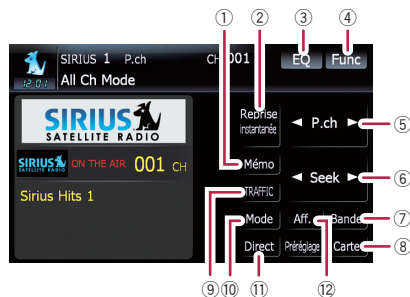 ① ② ③ ④
SIRIUS 1 P.ch CH 001 EQ Func
12:01 All Ch Mode
SIRIUS
SATELLITE RADIO
SIRIUS ON THE AIR 001 CH
Sirius Hits 1
Reprise
instantanée
◄ P.ch ► ⑤
Mémo
◄ Seek ► ⑥
TRAFFIC
Mode Aff. Bande ⑦
Direct Préréglage Carte ⑧
⑨ ⑩ ⑪ ⑫